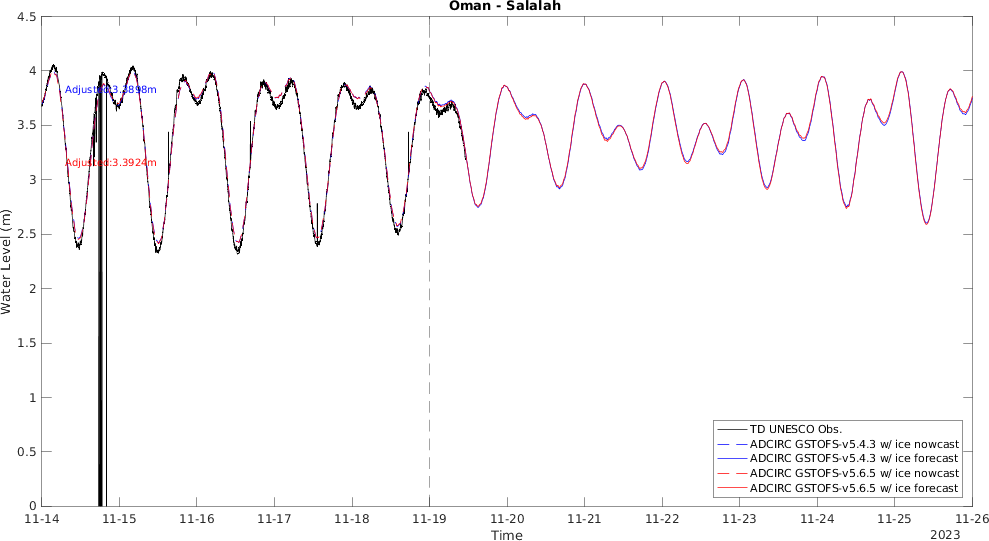 Oman - Salalah
4.5
4
3.5
3
2.5
2
1.5
1
0.5
0
Water Level (m)
Adjusted:3.3898m
Adjusted:3.3924m
TD UNESCO Obs.
ADCIRC GSTOFS-v5.4.3 w/ ice nowcast
ADCIRC GSTOFS-v5.4.3 w/ ice forecast
ADCIRC GSTOFS-v5.6.5 w/ ice nowcast
ADCIRC GSTOFS-v5.6.5 w/ ice forecast
11-14 11-15 11-16 11-17 11-18 11-19 11-20 11-21 11-22 11-23 11-24 11-25 11-26
Time
2023